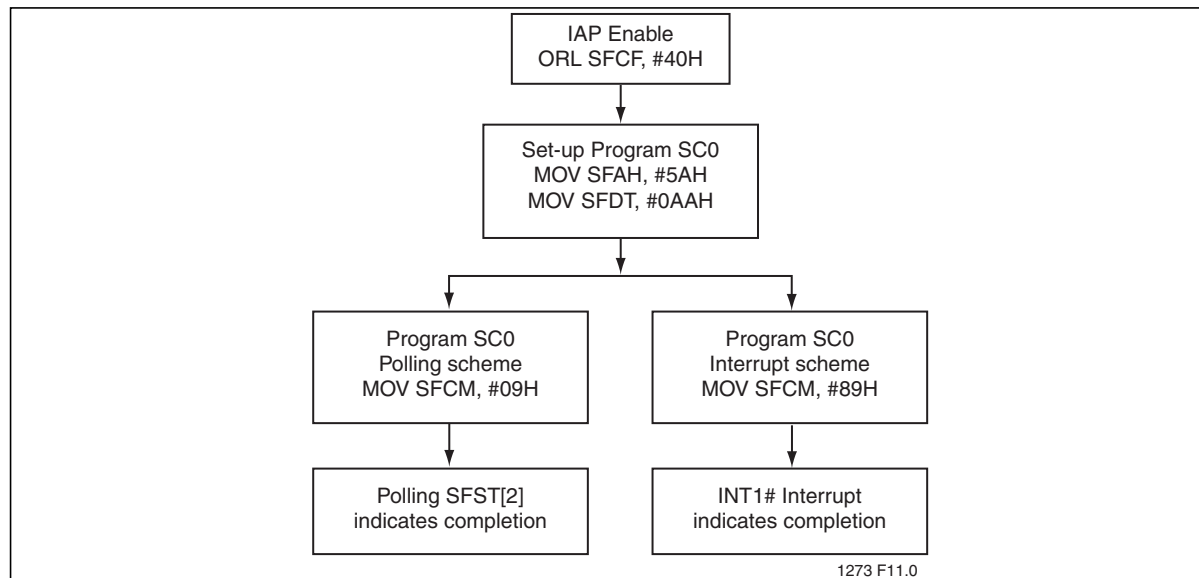 IAP Enable
ORL SFCF, #40H
Set-up Program SC0
MOV SFAH, #5AH
MOV SFDT, #0AAH
Program SC0
Polling scheme
MOV SFCM, #09H
Program SC0
Interrupt scheme
MOV SFCM, #89H
Polling SFST[2]
indicates completion
INT1# Interrupt
indicates completion
1273 F11.0